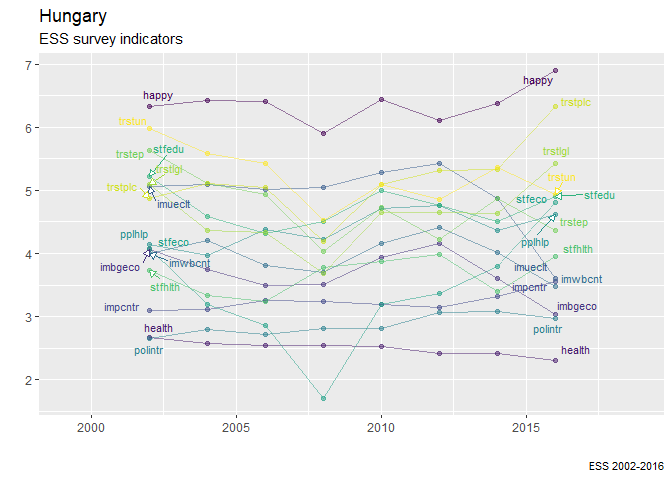 Hungary
ESS survey indicators
7
6
5
4
3
2
happy
happy
trstun
trstplc
trstep
stfedu
trstlgi
trstlgi
trstplc
imueclt
trstun
stfeco
stfedu
trstep
pplhlp
pplhlp
stfeco
imbgeco
imwbcnt
stfhlth
stfhlth
imueclt
imwbcnt
impcntr
impcntr
imbgeco
health
polintr
polintr
health
2000
2005
2010
2015
ESS 2002-2016